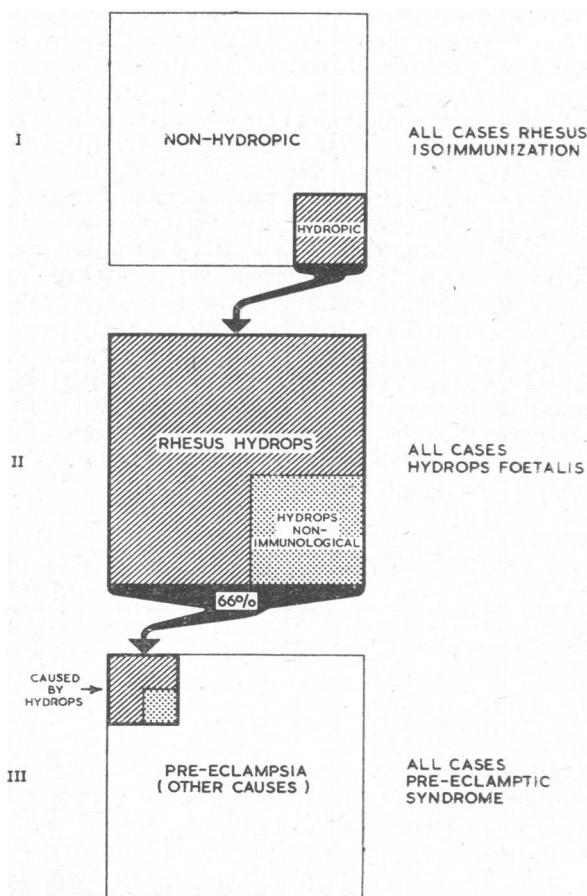 I
NON-HYDROPIC
ALL CASES RHESUS
ISOIMMUNIZATION
HYDROPIC
II
RHESUS HYDROPS
ALL CASES
HYDROPS FOETALIS
HYDROPS
NON-
IMMUNOLOGICAL
66%
CAUSED
BY
HYDROPS
III
PRE-ECLAMPSIA
( OTHER CAUSES )
ALL CASES
PRE-ECLAMPTIC
SYNDROME